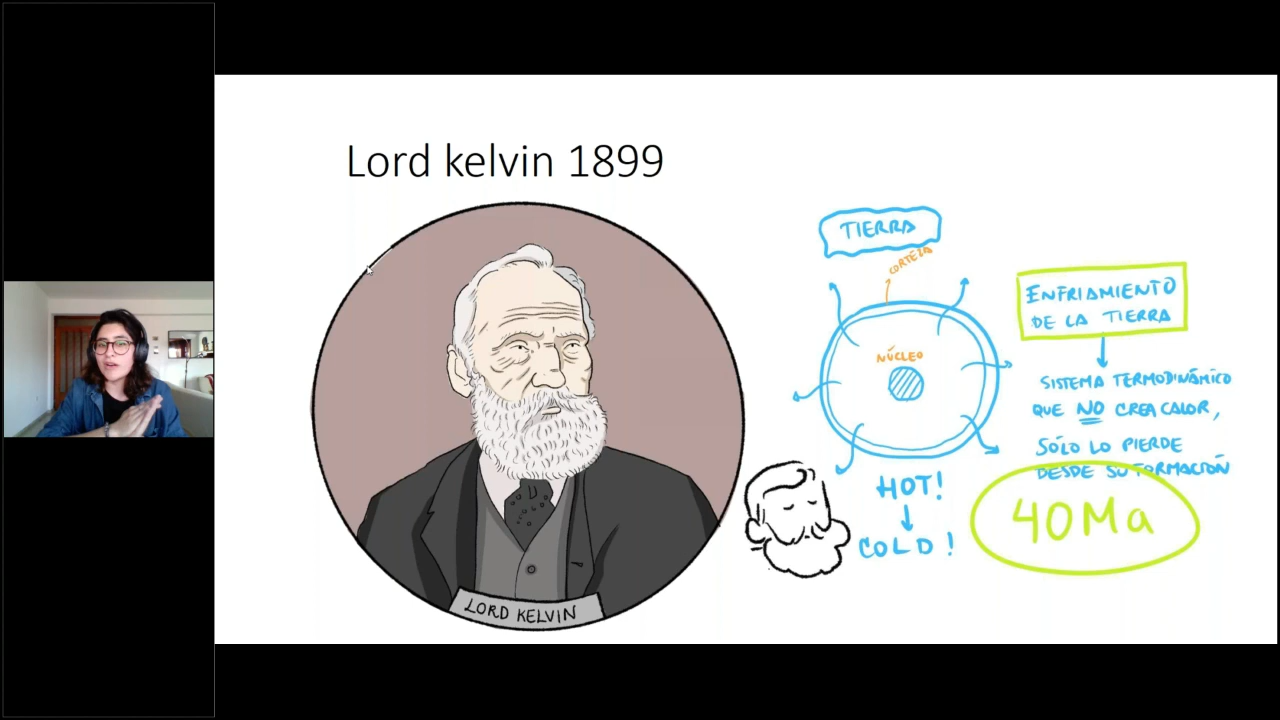 Lord kelvin 1899
LORD KELVIN
TIERRA
CORTEZA
NÚCLEO
HOT!
COLD!
ENFRIAMIENTO
DE LA TIERRA
SISTEMA TERMODINÁMICO
QUE NO CREA CALOR,
SÓLO LO PIERDE
DESDE SU FORMACIÓN
40Ma